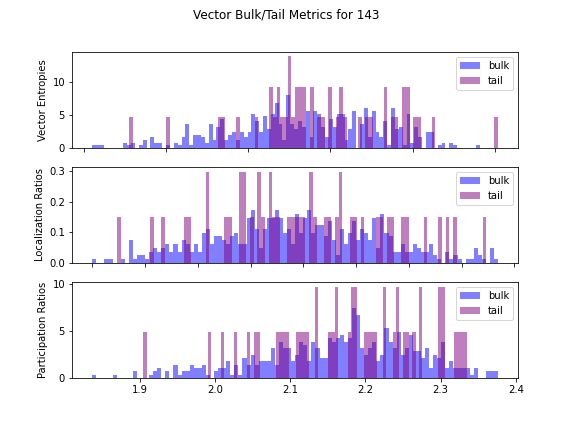 Vector Bulk/Tail Metrics for 143
Vector Entropies
10
5
0
bulk
tail
Localization Ratios
0.3
0.2
0.1
0.0
bulk
tail
Participation Ratios
10
5
0
bulk
tail
1.9 2.0 2.1 2.2 2.3 2.4